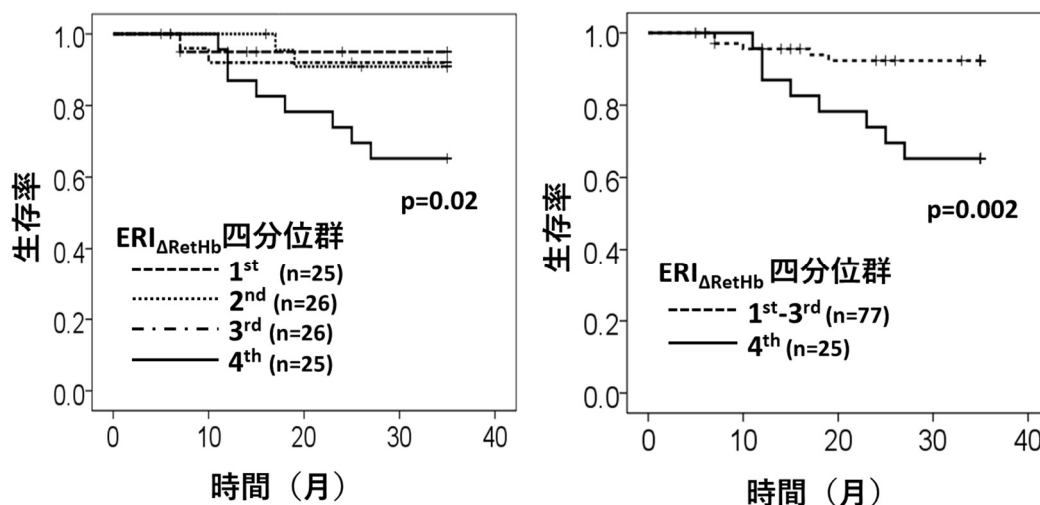 1.0
0.8
0.6
0.4
0.2
0.0
生存率
p=0.02
ERIΔRetHb四分位群
1st (n=25)
2nd (n=26)
3rd (n=26)
4th (n=25)
0 10 20 30 40
時間（月）
1.0
0.8
0.6
0.4
0.2
0.0
生存率
p=0.002
ERIΔRetHb 四分位群
1st-3rd (n=77)
4th (n=25)
0 10 20 30 40
時間（月）